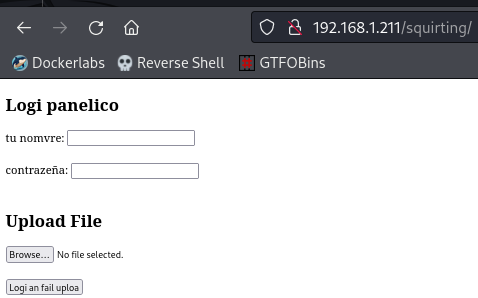 192.168.1.211/squirting/
Dockerlabs Reverse Shell GTFOBins
Logi panelico
tu nomvre:
contrazeña:
Upload File
Browse... No file selected.
Logi an fail uploa